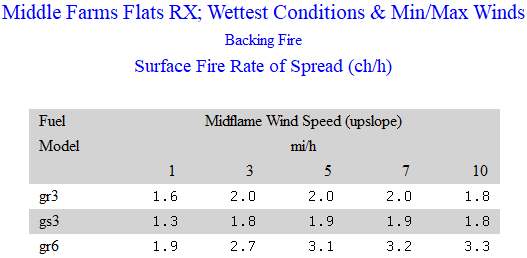 Middle Farms Flats RX; Wettest Conditions & Min/Max Winds
Backing Fire
Surface Fire Rate of Spread (ch/h)
Fuel Midflame Wind Speed (upslope)
Model mi/h
1 3 5 7 10
gr3 1.6 2.0 2.0 2.0 1.8
gs3 1.3 1.8 1.9 1.9 1.8
gr6 1.9 2.7 3.1 3.2 3.3